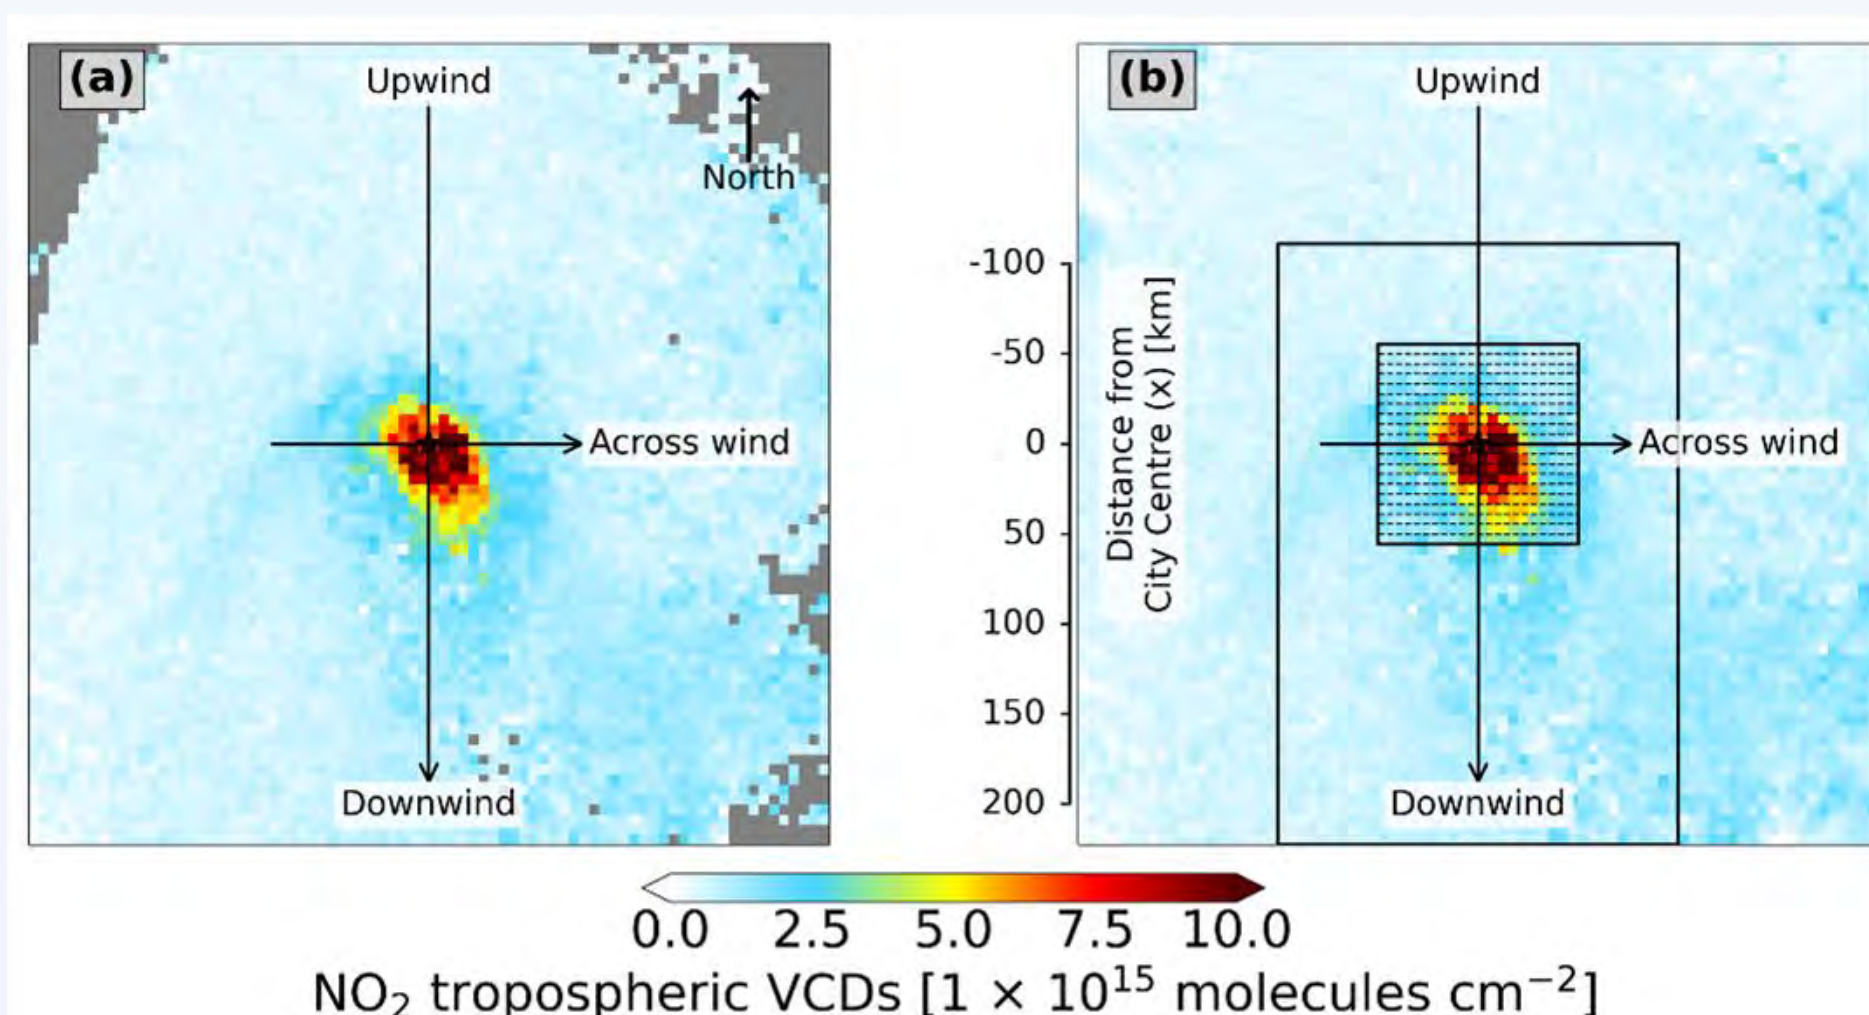 (a)
Upwind
North
Across wind
Downwind
(b)
Upwind
-100
-50
0
50
100
150
200
Distance from
City Centre (x) [km]
Across wind
Downwind
0.0 2.5 5.0 7.5 10.0
NO₂ tropospheric VCDs [1 × 10¹⁵ molecules cm⁻²]